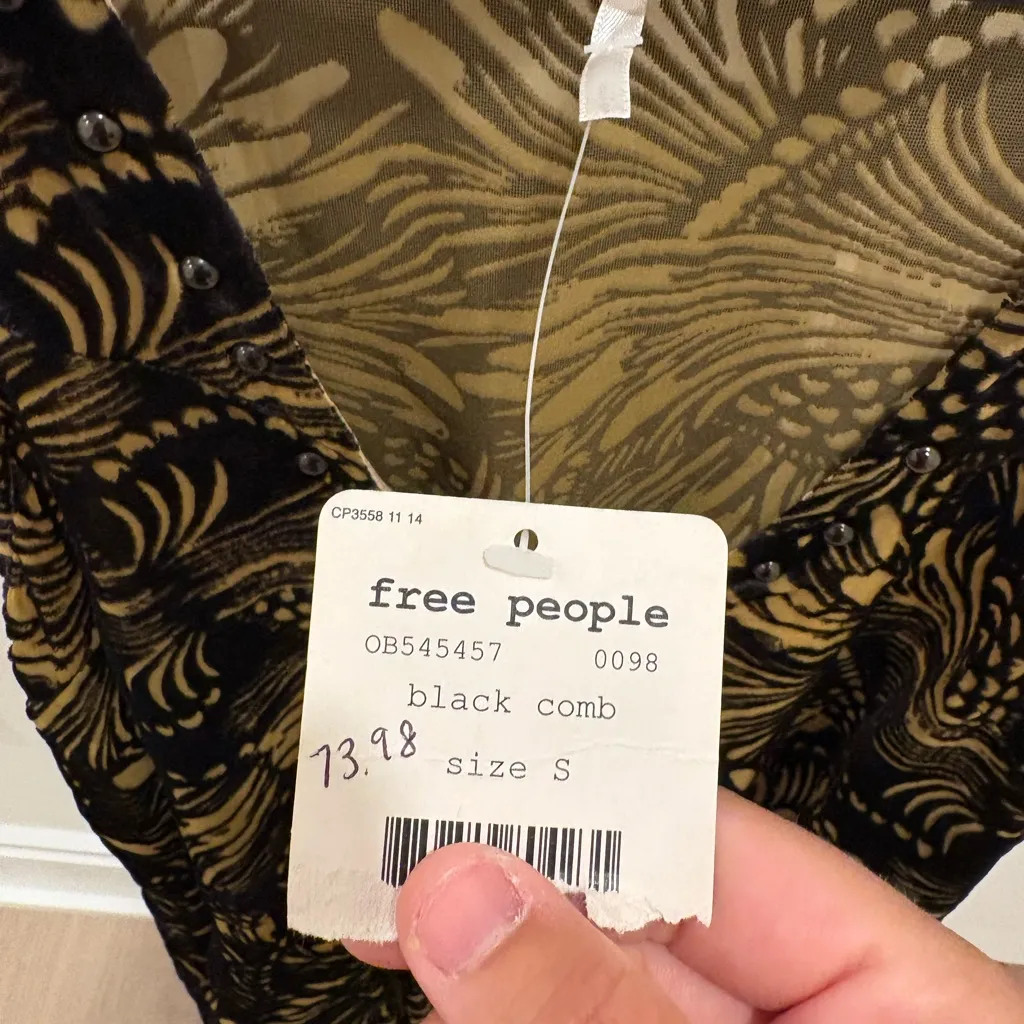 CP3558 11 14
free people
OB545457 0098
black comb
73.98
size S